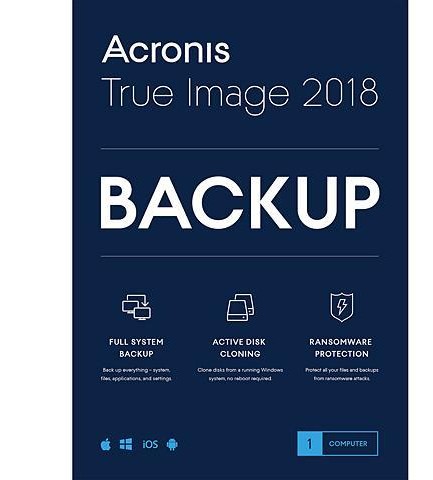 Acronis
True Image 2018
BACKUP
FULL SYSTEM
BACKUP
Back up everything – system,
files, applications, and settings.
ACTIVE DISK
CLONING
Clone disks from a running Windows
system, no reboot required.
RANSOMWARE
PROTECTION
Protect all your files and backups
from ransomware attacks.
iOS
1 COMPUTER